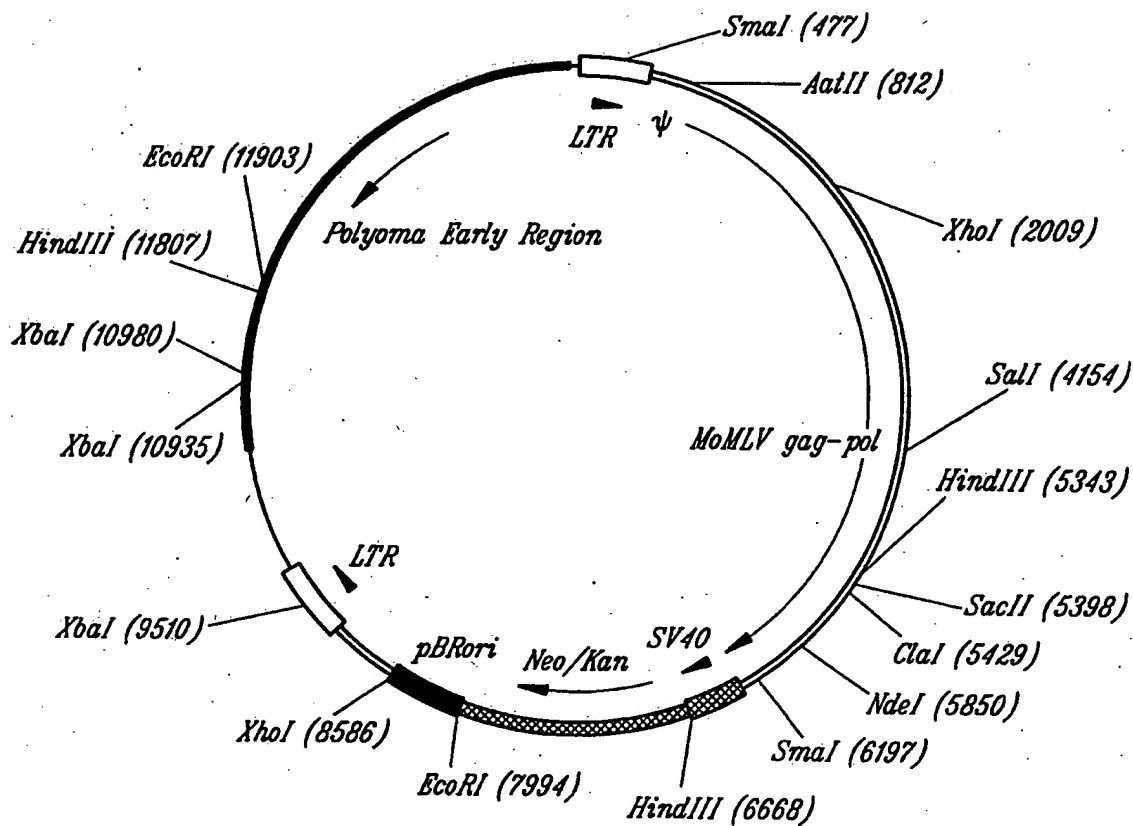 SmaI (477)
AatII (812)
LTR
ψ
EcoRI (11903)
XhoI (2009)
HindIII (11807)
Polyoma Early Region
XbaI (10980)
SalI (4154)
XbaI (10935)
MoMLV gag-pol
HindIII (5343)
LTR
SacII (5398)
XbaI (9510)
ClaI (5429)
pBRori
Neo/Kan
SV40
NdeI (5850)
XhoI (8586)
SmaI (6197)
EcoRI (7994)
HindIII (6668)